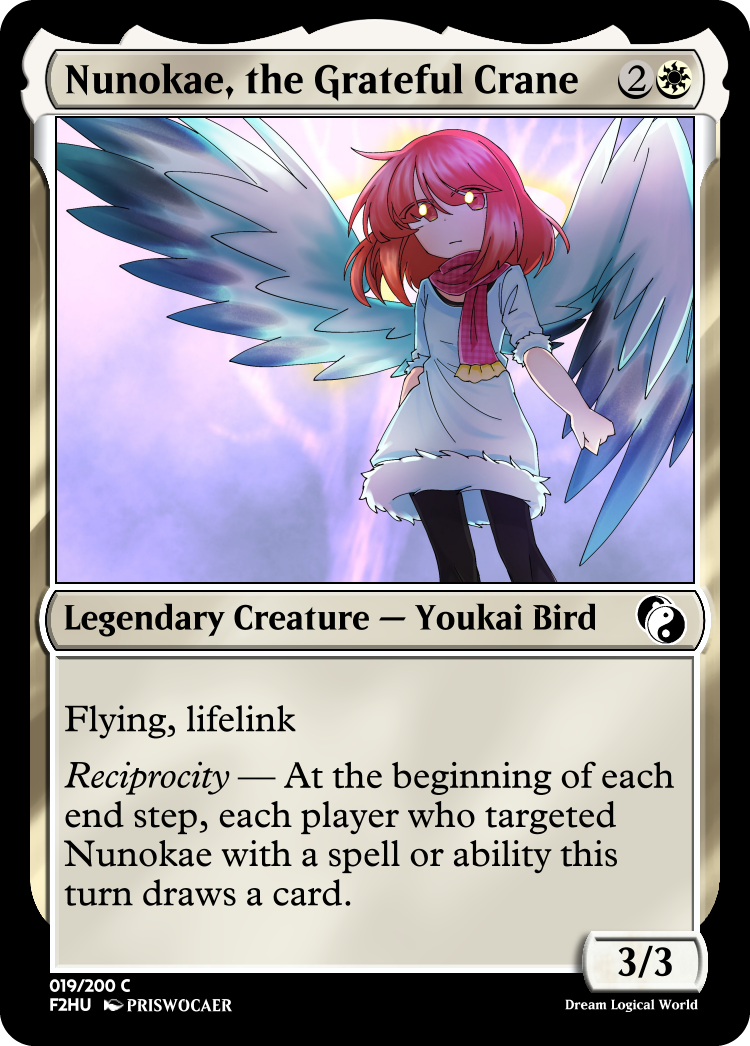 Nunokae, the Grateful Crane 2
Legendary Creature — Youkai Bird
Flying, lifelink
Reciprocity — At the beginning of each
end step, each player who targeted
Nunokae with a spell or ability this
turn draws a card.
3/3
019/200 C
F2HU PRISWOCAER
Dream Logical World